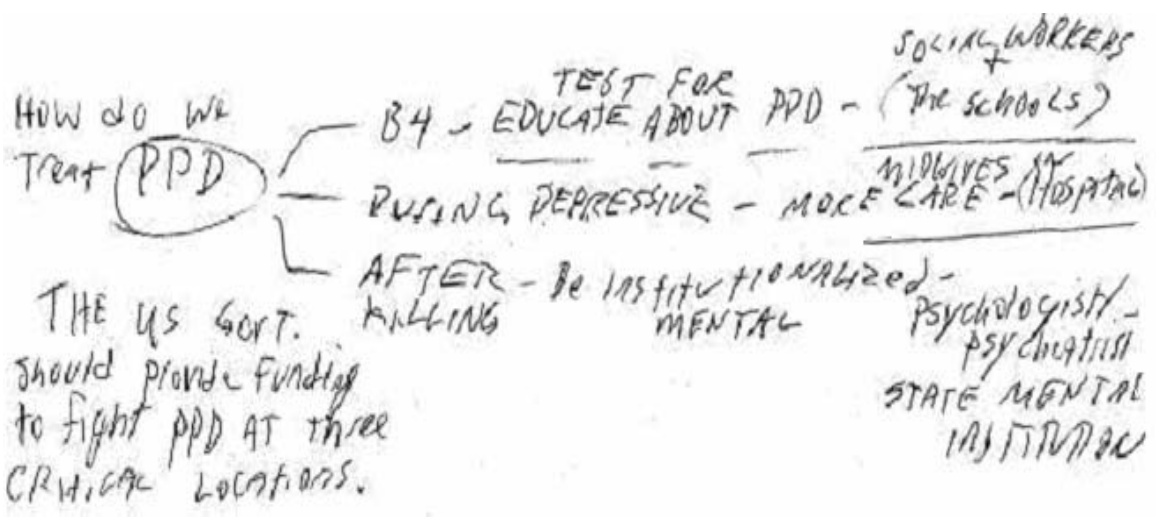 HOW do we
Treat PPD
B4 - TEST FOR
EDUCATE ABOUT PPD - SOCIAL WORKERS +
(The schools)
DURING DEPRESSIVE - MORE CARE - MIDWIVES or
(HOSPITAL)
AFTER
KILLING - Be institutionalized -
MENTAL
psychologist/
psychiatrist
STATE MENTAL
INSTITUTION
THE US GOVT.
should provide funding
to fight PPD AT three
CRITICAL LOCATIONS.